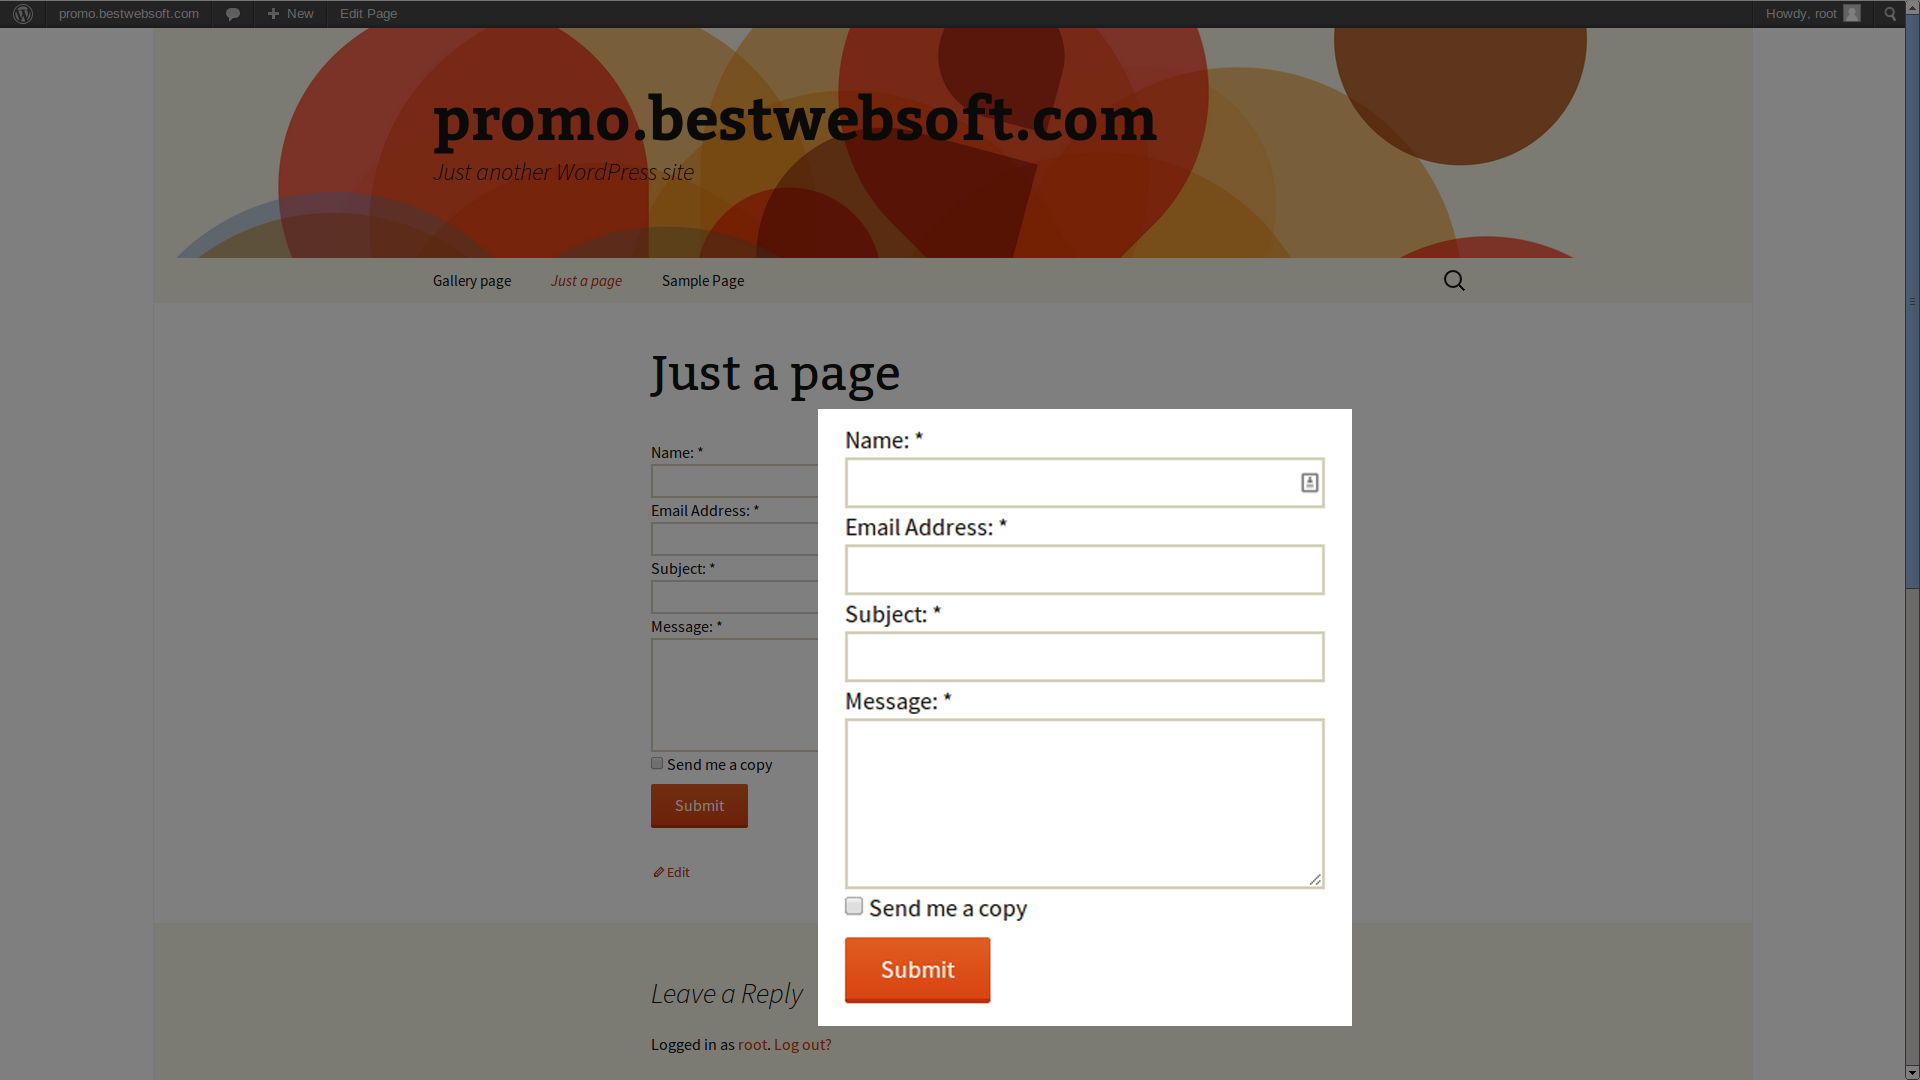 promo.bestwebsoft.com New Edit Page Howdy, root
promo.bestwebsoft.com
Just another WordPress site
Gallery page Just a page Sample Page
Just a page
Name: *
Email Address: *
Subject: *
Message: *
Send me a copy
Submit
Edit
Name: *
Email Address: *
Subject: *
Message: *
Send me a copy
Submit
Leave a Reply
Logged in as root. Log out?